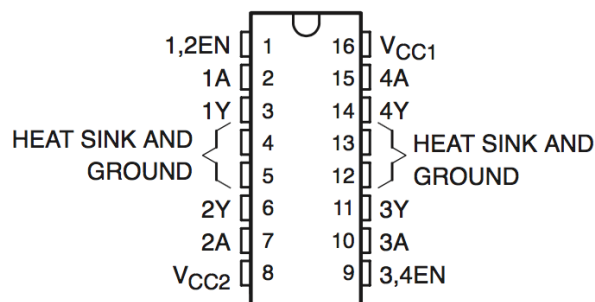 1,2EN 1 16 VCC1
1A 2 15 4A
1Y 3 14 4Y
HEAT SINK AND 4 13 HEAT SINK AND
GROUND 5 12 GROUND
2Y 6 11 3Y
2A 7 10 3A
VCC2 8 9 3,4EN